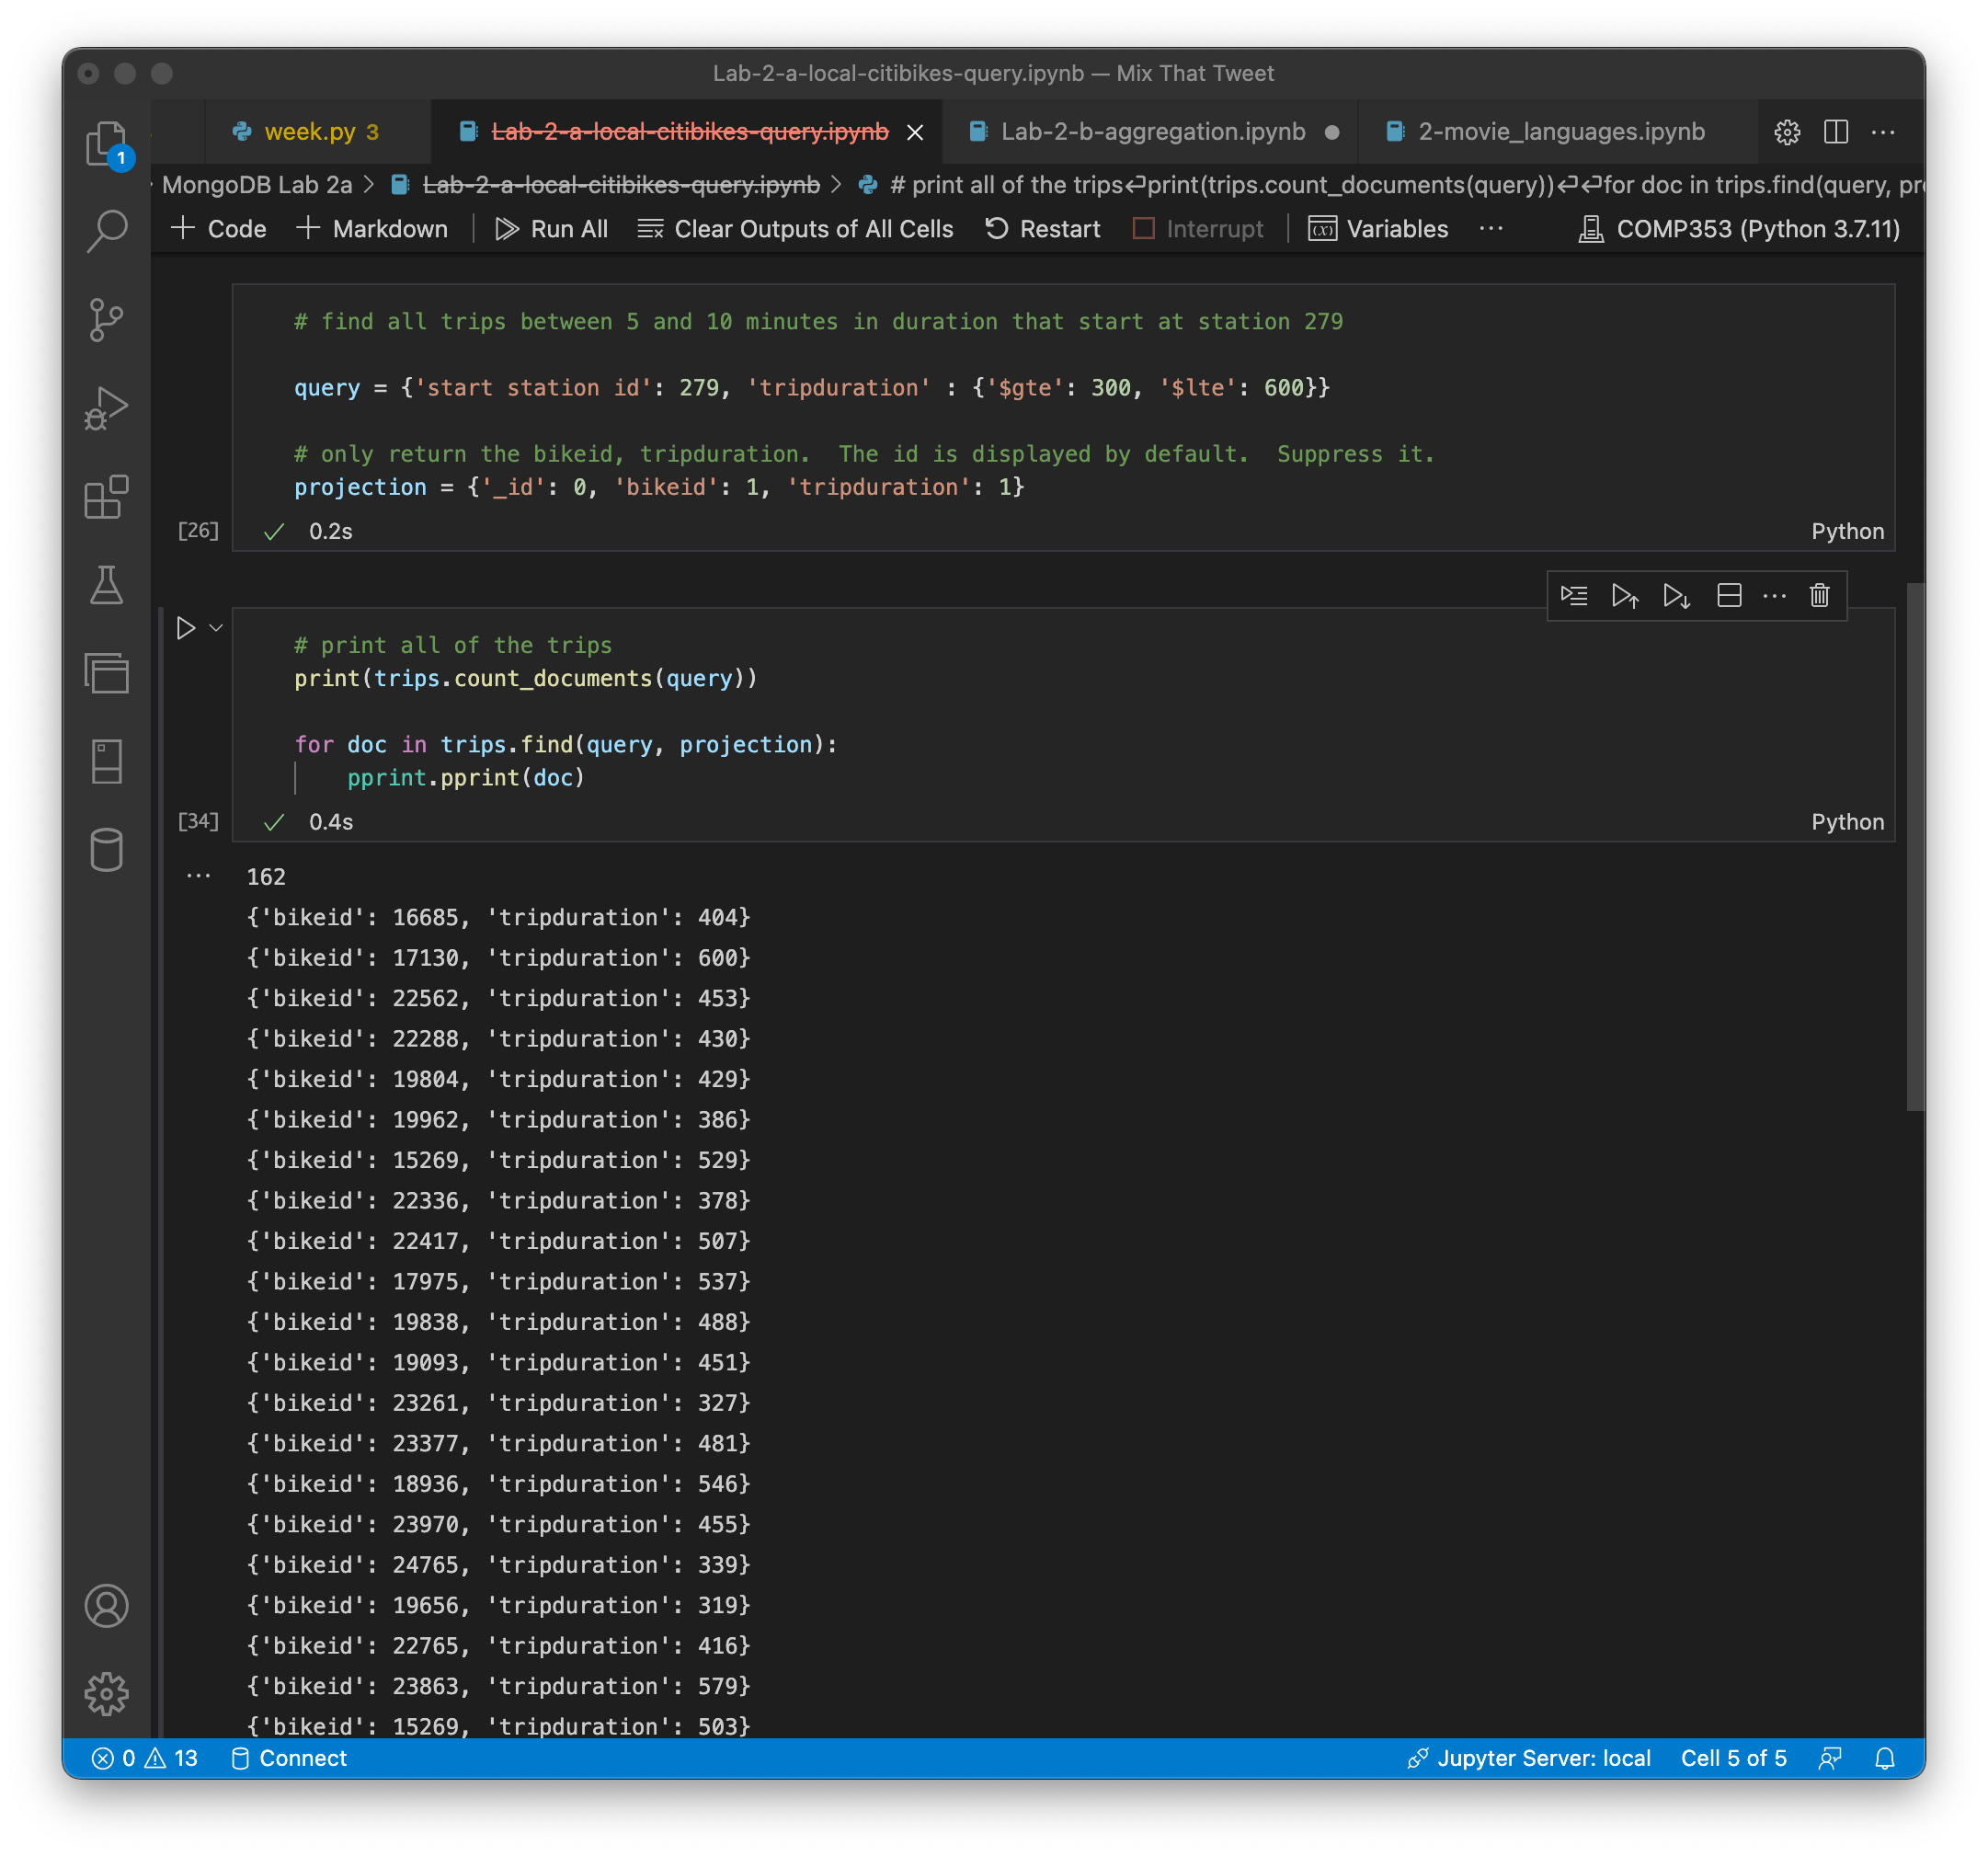 Lab-2-a-local-citibikes-query.ipynb — Mix That Tweet
week.py 3
Lab-2-a-local-citibikes-query.ipynb
Lab-2-b-aggregation.ipynb
2-movie_languages.ipynb
1
MongoDB Lab 2a > Lab-2-a-local-citibikes-query.ipynb > # print all of the trips↵print(trips.count_documents(query))↵↵for doc in trips.find(query, pr
+ Code + Markdown Run All Clear Outputs of All Cells Restart Interrupt Variables ··· COMP353 (Python 3.7.11)
# find all trips between 5 and 10 minutes in duration that start at station 279
query = {'start station id': 279, 'tripduration' : {'$gte': 300, '$lte': 600}}
# only return the bikeid, tripduration.  The id is displayed by default.  Suppress it.
projection = {'_id': 0, 'bikeid': 1, 'tripduration': 1}
[26] ✓ 0.2s Python
# print all of the trips
print(trips.count_documents(query))
for doc in trips.find(query, projection):
    pprint.pprint(doc)
[34] ✓ 0.4s Python
··· 162
{'bikeid': 16685, 'tripduration': 404}
{'bikeid': 17130, 'tripduration': 600}
{'bikeid': 22562, 'tripduration': 453}
{'bikeid': 22288, 'tripduration': 430}
{'bikeid': 19804, 'tripduration': 429}
{'bikeid': 19962, 'tripduration': 386}
{'bikeid': 15269, 'tripduration': 529}
{'bikeid': 22336, 'tripduration': 378}
{'bikeid': 22417, 'tripduration': 507}
{'bikeid': 17975, 'tripduration': 537}
{'bikeid': 19838, 'tripduration': 488}
{'bikeid': 19093, 'tripduration': 451}
{'bikeid': 23261, 'tripduration': 327}
{'bikeid': 23377, 'tripduration': 481}
{'bikeid': 18936, 'tripduration': 546}
{'bikeid': 23970, 'tripduration': 455}
{'bikeid': 24765, 'tripduration': 339}
{'bikeid': 19656, 'tripduration': 319}
{'bikeid': 22765, 'tripduration': 416}
{'bikeid': 23863, 'tripduration': 579}
{'bikeid': 15269, 'tripduration': 503}
0 13 Connect Jupyter Server: local Cell 5 of 5